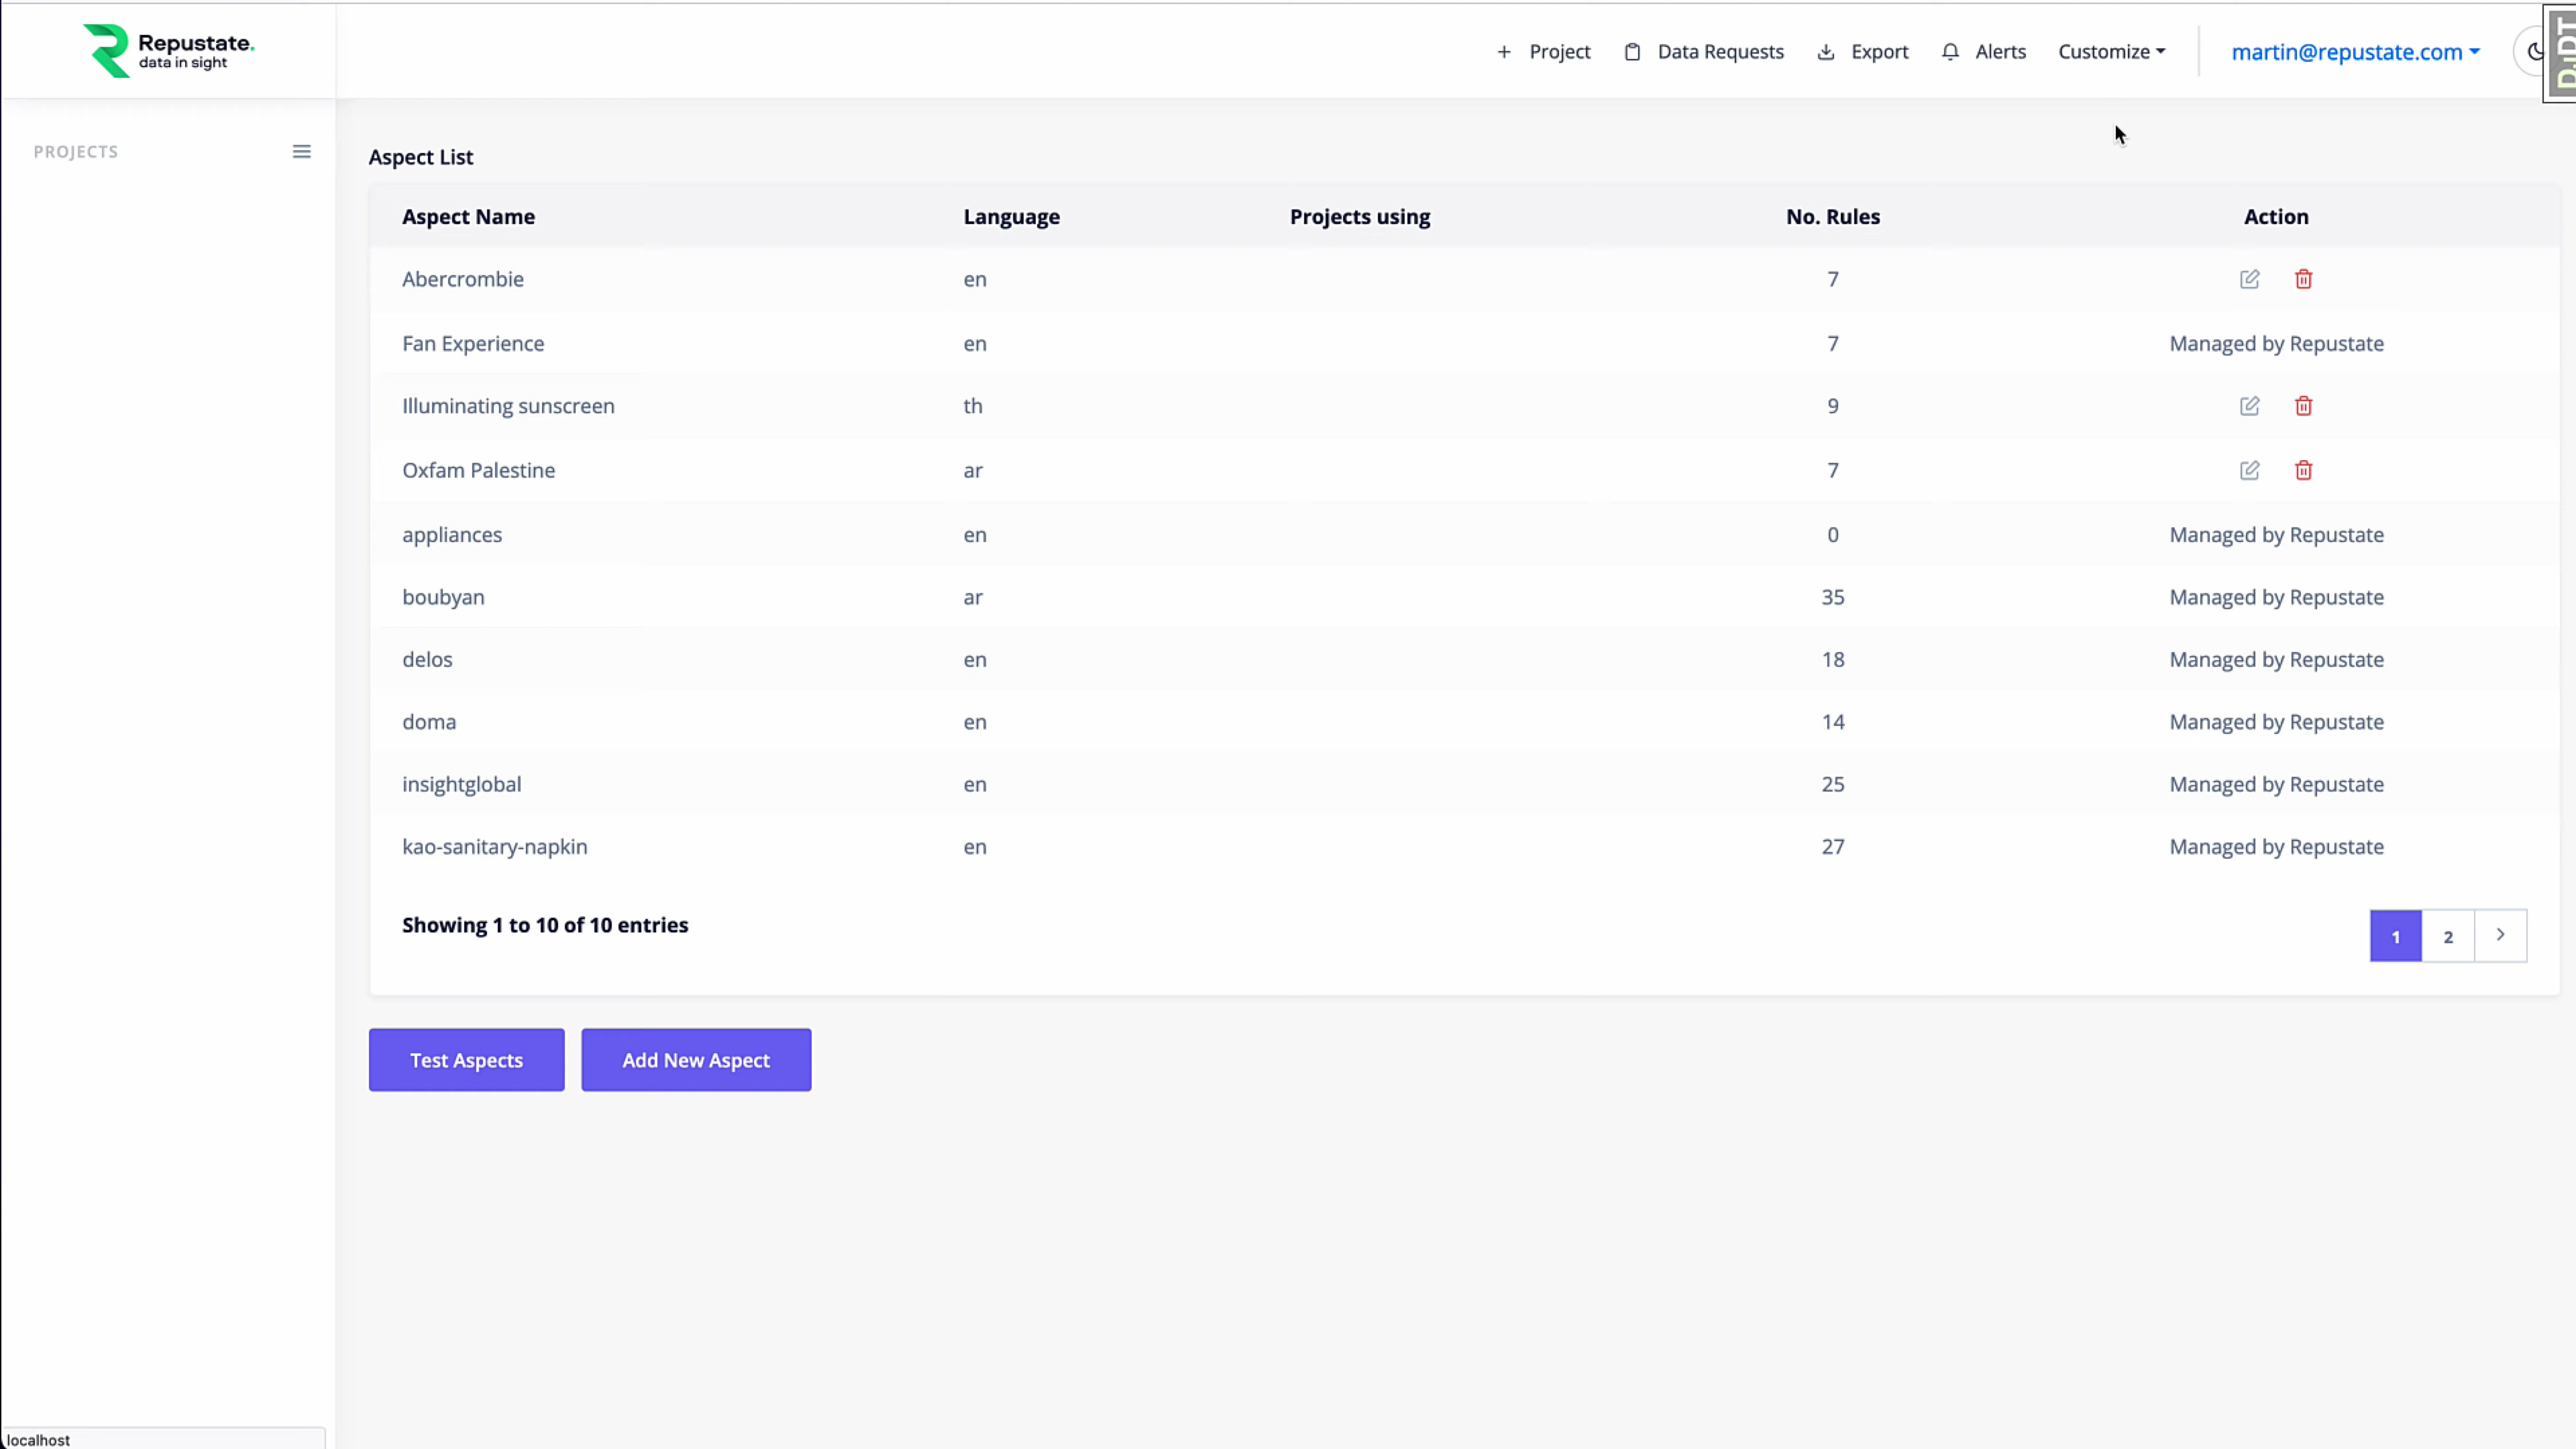 Repustate.
data in sight
Project
Data Requests
Export
Alerts
Customize
martin@repustate.com
DJDT
PROJECTS
Aspect List
Aspect Name Language Projects using No. Rules Action
Abercrombie en 7
Fan Experience en 7 Managed by Repustate
Illuminating sunscreen th 9
Oxfam Palestine ar 7
appliances en 0 Managed by Repustate
boubyan ar 35 Managed by Repustate
delos en 18 Managed by Repustate
doma en 14 Managed by Repustate
insightglobal en 25 Managed by Repustate
kao-sanitary-napkin en 27 Managed by Repustate
Showing 1 to 10 of 10 entries
1 2
Test Aspects
Add New Aspect
localhost